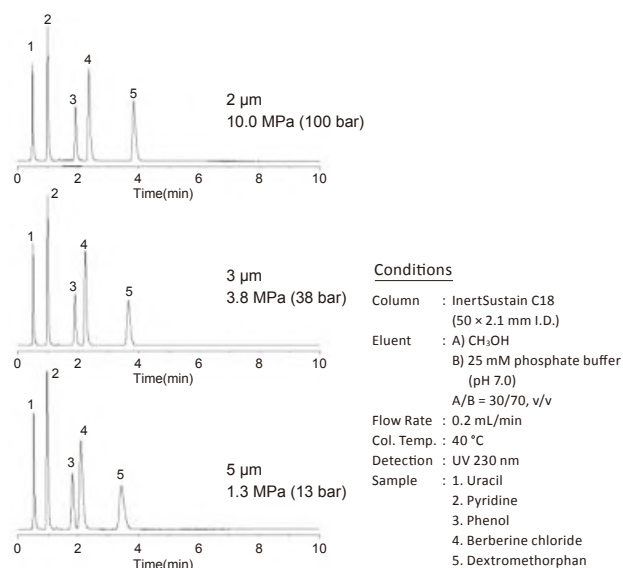 2
1
4
3
5
2 µm
10.0 MPa (100 bar)
0 2 4 6 8 10
Time(min)
2
1
4
3
5
3 µm
3.8 MPa (38 bar)
0 2 4 6 8 10
Time(min)
2
1
4
3
5
5 µm
1.3 MPa (13 bar)
0 2 4 6 8 10
Time(min)
Conditions
Column : InertSustain C18
(50 × 2.1 mm I.D.)
Eluent : A) CH₃OH
B) 25 mM phosphate buffer
(pH 7.0)
A/B = 30/70, v/v
Flow Rate : 0.2 mL/min
Col. Temp. : 40 °C
Detection : UV 230 nm
Sample : 1. Uracil
2. Pyridine
3. Phenol
4. Berberine chloride
5. Dextromethorphan